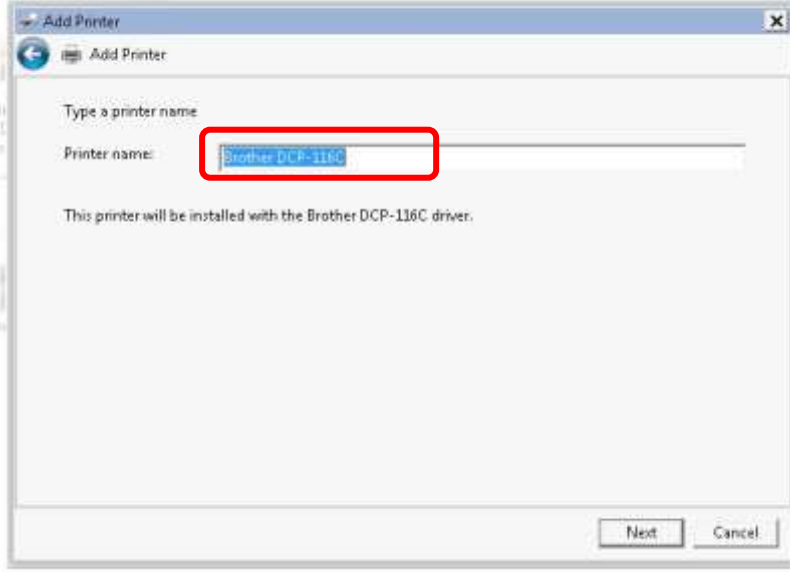 Add Printer
Add Printer
Type a printer name
Printer name:
Brother DCP-116C
This printer will be installed with the Brother DCP-116C driver.
Next
Cancel